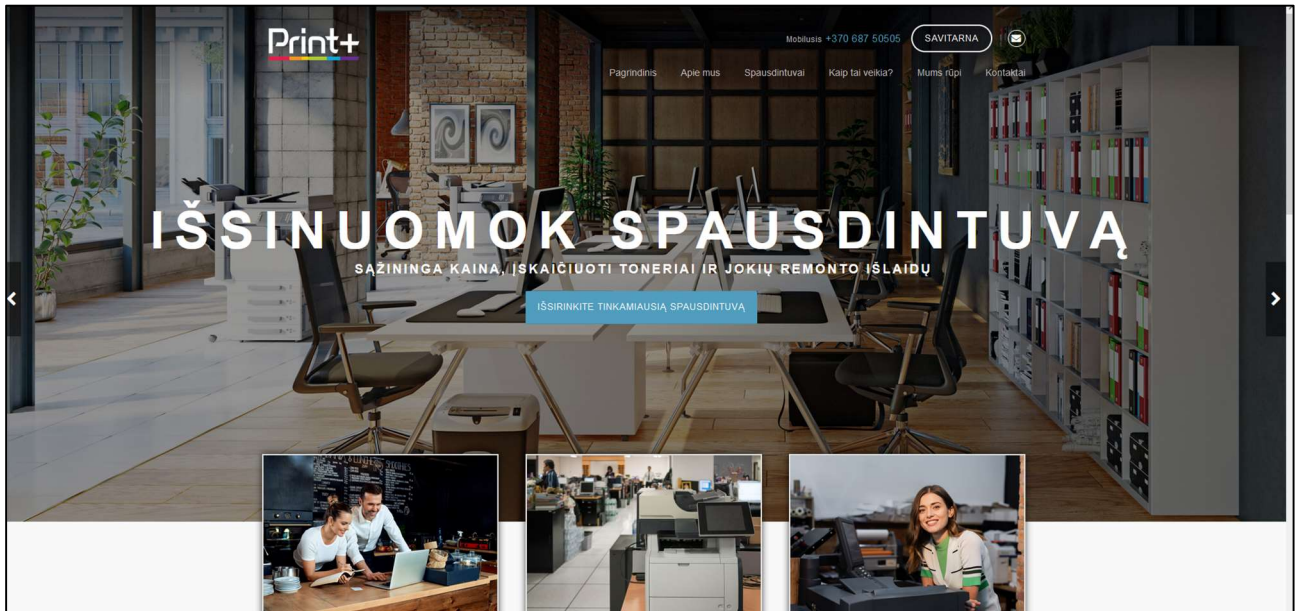 Print+
Mobilusis +370 687 50505 SAVITARNA
Pagrindinis Apie mus Spausdintuvai Kaip tai veikia? Mums rūpi Kontaktai
IŠSINUOMOK SPAUSDINTUVĄ
SĄŽININGA KAINA, ĮSKAIČIUOTI TONERIAI IR JOKIŲ REMONTO IŠLAIDŲ
IŠSIRINKITE TINKAMIAUSIĄ SPAUSDINTUVĄ